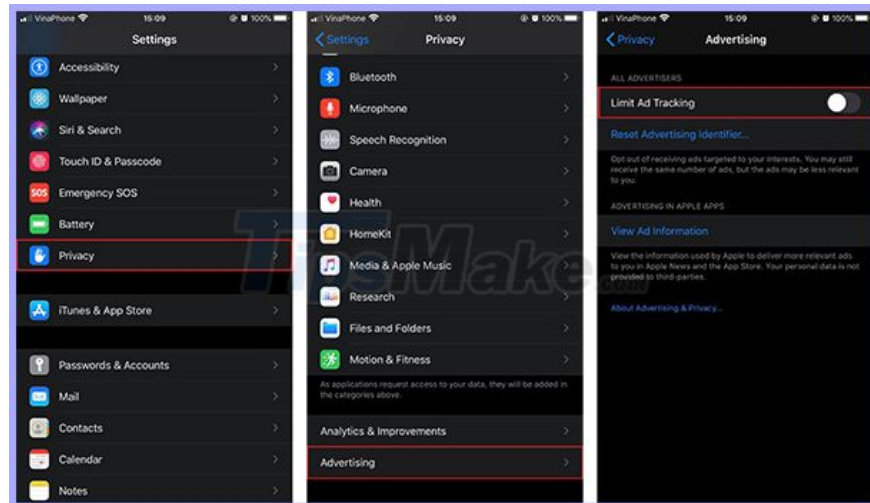 VinaPhone 15:09 100%
Settings
Accessibility
Wallpaper
Siri & Search
Touch ID & Passcode
SOS Emergency SOS
Battery
Privacy
iTunes & App Store
Passwords & Accounts
Mail
Contacts
Calendar
Notes
VinaPhone 15:09 100%
Settings Privacy
Bluetooth
Microphone
Speech Recognition
Camera
Health
HomeKit
Media & Apple Music
Research
Files and Folders
Motion & Fitness
As applications request access to your data, they will be added in
the categories above.
Analytics & Improvements
Advertising
VinaPhone 15:09 100%
Privacy Advertising
ALL ADVERTISERS
Limit Ad Tracking
Reset Advertising Identifier...
Opt out of receiving ads targeted to your interests. You may still
receive the same number of ads, but the ads may be less relevant
to you.
ADVERTISING IN APPLE APPS
View Ad Information
View the information used by Apple to deliver more relevant ads
to you in Apple News and the App Store. Your personal data is not
provided to third-parties.
About Advertising & Privacy...
TipsMake.com